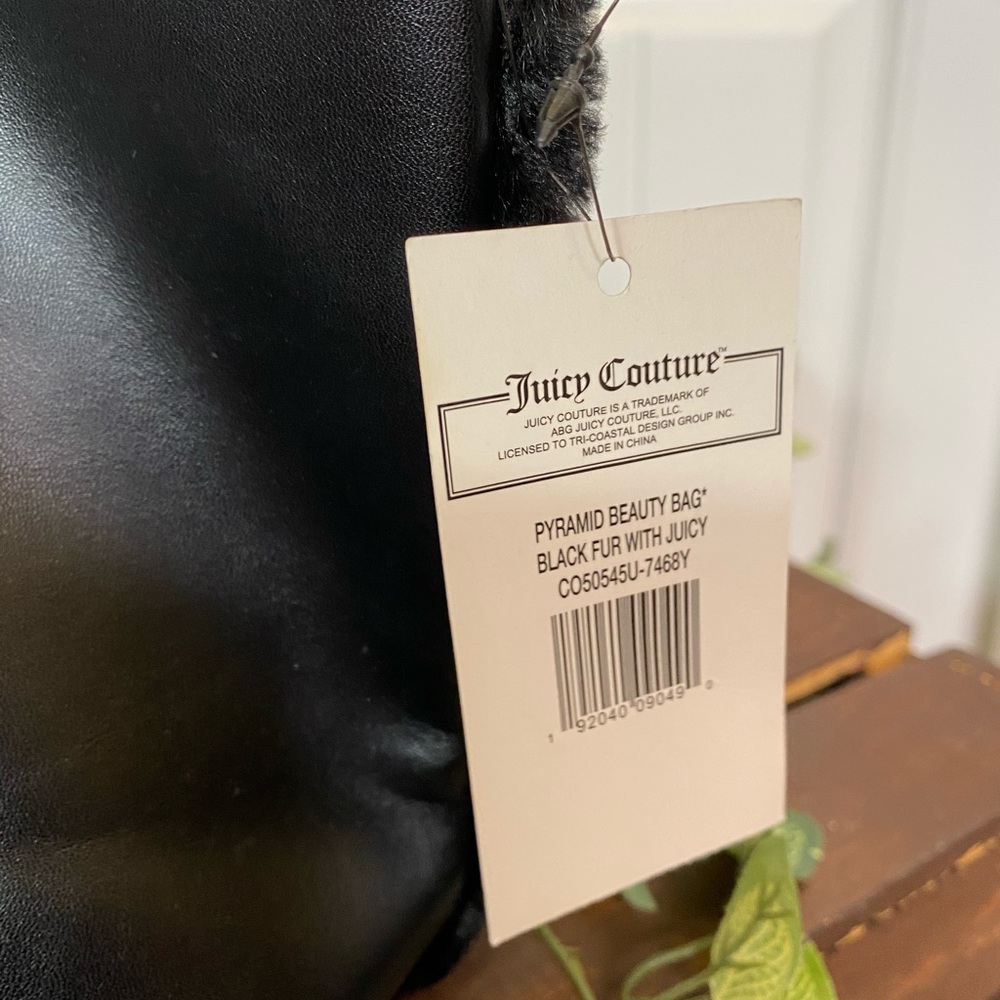 Juicy Couture™
JUICY COUTURE IS A TRADEMARK OF
ABG JUICY COUTURE, LLC.
LICENSED TO TRI-COASTAL DESIGN GROUP INC.
MADE IN CHINA
PYRAMID BEAUTY BAG*
BLACK FUR WITH JUICY
CO50545U-7468Y
1 92040 09049 0